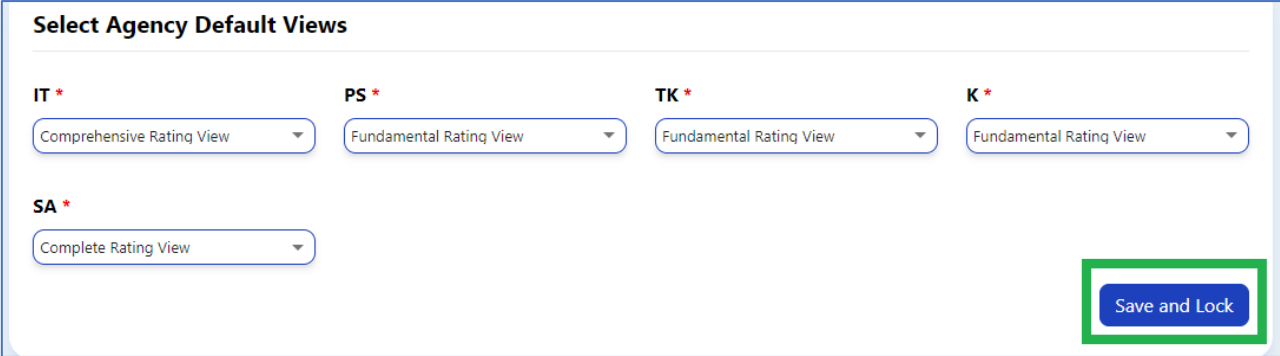 Select Agency Default Views
IT * PS * TK * K *
Comprehensive Rating View Fundamental Rating View Fundamental Rating View Fundamental Rating View
SA *
Complete Rating View
Save and Lock